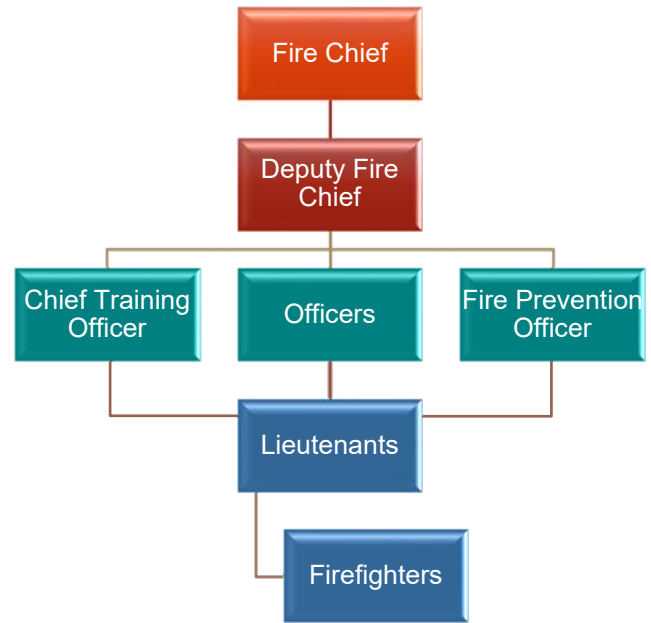 Fire Chief
Deputy Fire
Chief
Chief Training
Officer
Officers
Fire Prevention
Officer
Lieutenants
Firefighters